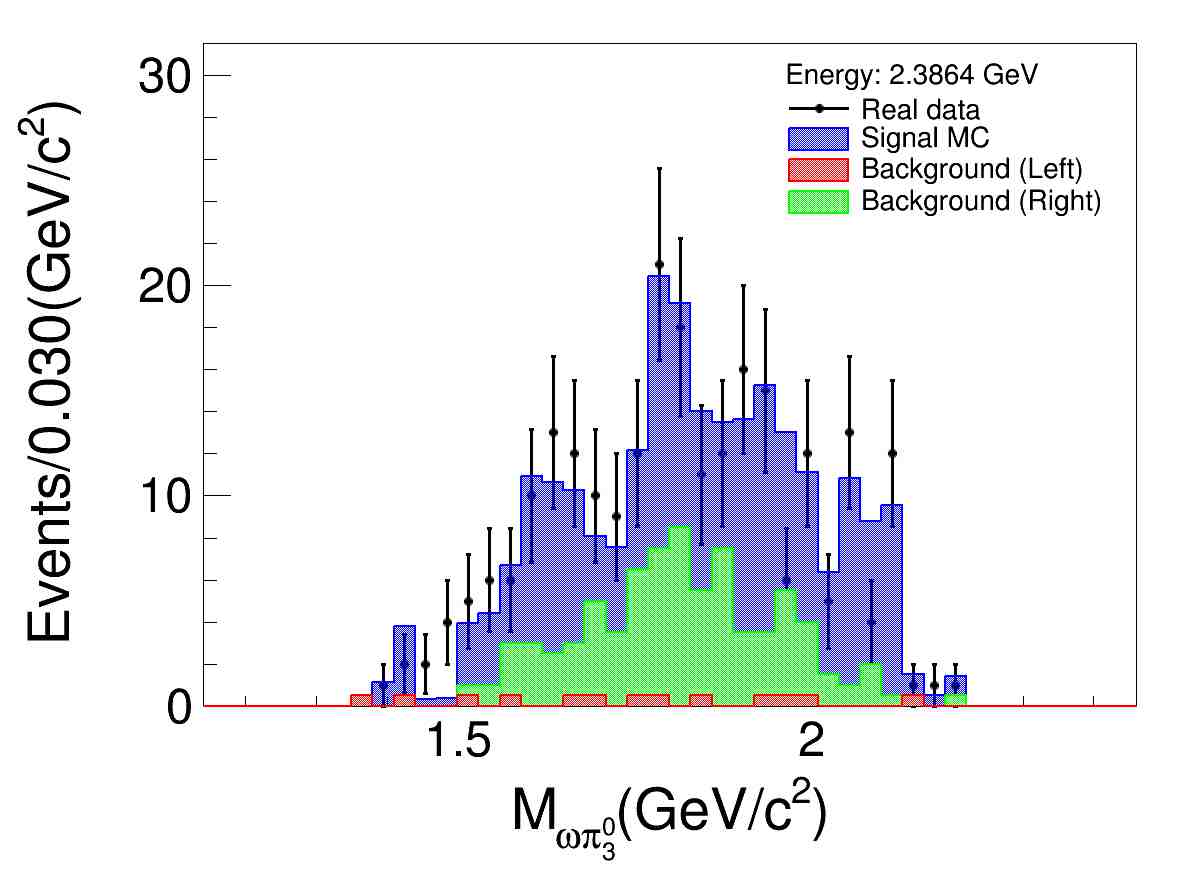 Energy: 2.3864 GeV
Real data
Signal MC
Background (Left)
Background (Right)
Events/0.030(GeV/c²)
30
20
10
0
1.5
2
M_ωπ⁰₃(GeV/c²)